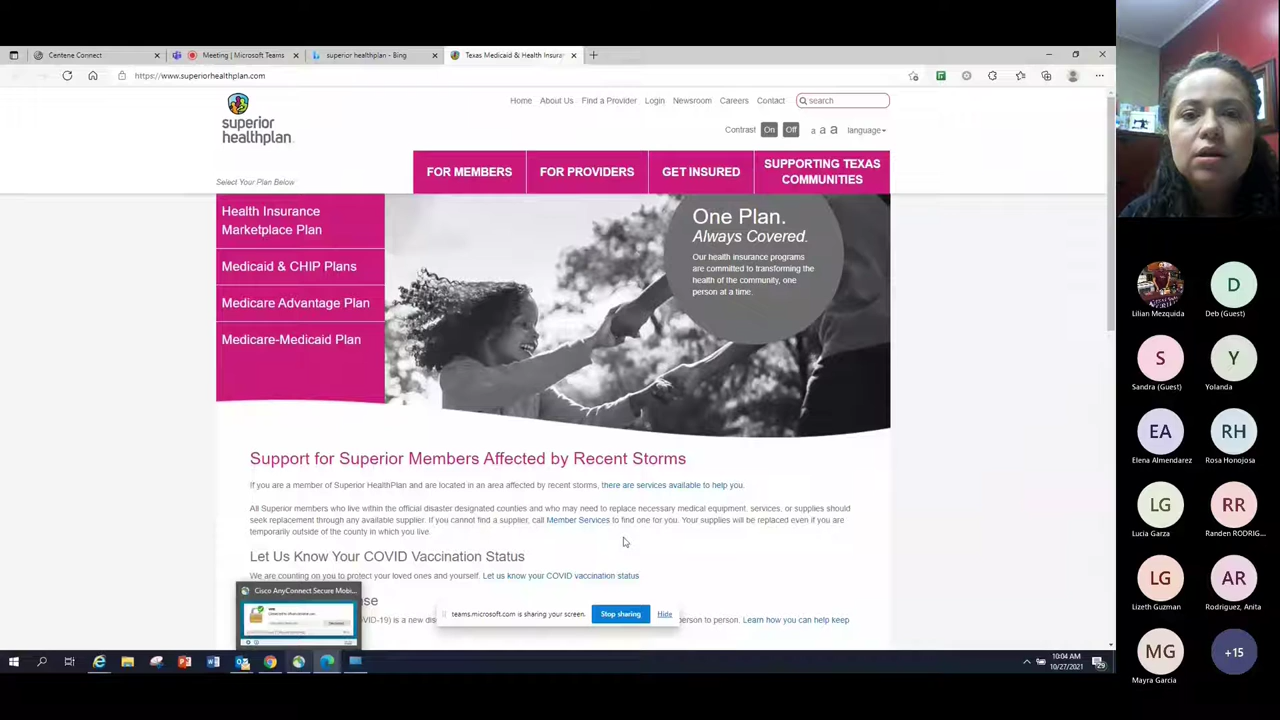 Centene Connect
Meeting | Microsoft Teams
superior healthplan - Bing
Texas Medicaid & Health Insura
https://www.superiorhealthplan.com
superior
healthplan
Home About Us Find a Provider Login Newsroom Careers Contact search
Contrast On Off a a a language
Select Your Plan Below
FOR MEMBERS
FOR PROVIDERS
GET INSURED
SUPPORTING TEXAS
COMMUNITIES
Health Insurance
Marketplace Plan
Medicaid & CHIP Plans
Medicare Advantage Plan
Medicare-Medicaid Plan
One Plan.
Always Covered.
Our health insurance programs
are committed to transforming the
health of the community, one
person at a time.
Support for Superior Members Affected by Recent Storms
If you are a member of Superior HealthPlan and are located in an area affected by recent storms, there are services available to help you.
All Superior members who live within the official disaster designated counties and who may need to replace necessary medical equipment, services, or supplies should
seek replacement through any available supplier. If you cannot find a supplier, call Member Services to find one for you. Your supplies will be replaced even if you are
temporarily outside of the county in which you live.
Let Us Know Your COVID Vaccination Status
We are counting on you to protect your loved ones and yourself. Let us know your COVID vaccination status
Cisco AnyConnect Secure Mobi...
teams.microsoft.com is sharing your screen.
Stop sharing
Hide
person to person. Learn how you can help keep
10:04 AM
10/27/2021
29
Lilian Mezquida
D
Deb (Guest)
S
Sandra (Guest)
Y
Yolanda
EA
Elena Almendarez
RH
Rosa Honojosa
LG
Lucia Garza
RR
Randen RODRIG...
LG
Lizeth Guzman
AR
Rodriguez, Anita
MG
Mayra Garcia
+15